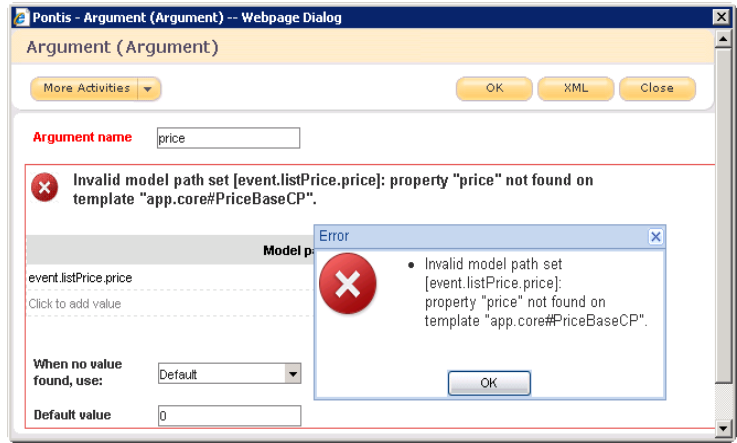 Pontis - Argument (Argument) -- Webpage Dialog
Argument (Argument)
More Activities
OK
XML
Close
Argument name
price
Invalid model path set [event.listPrice.price]: property "price" not found on
template "app.core#PriceBaseCP".
Model p
event.listPrice.price
Click to add value
Error
Invalid model path set
[event.listPrice.price]:
property "price" not found on
template "app.core#PriceBaseCP".
OK
When no value
found, use:
Default
Default value
0